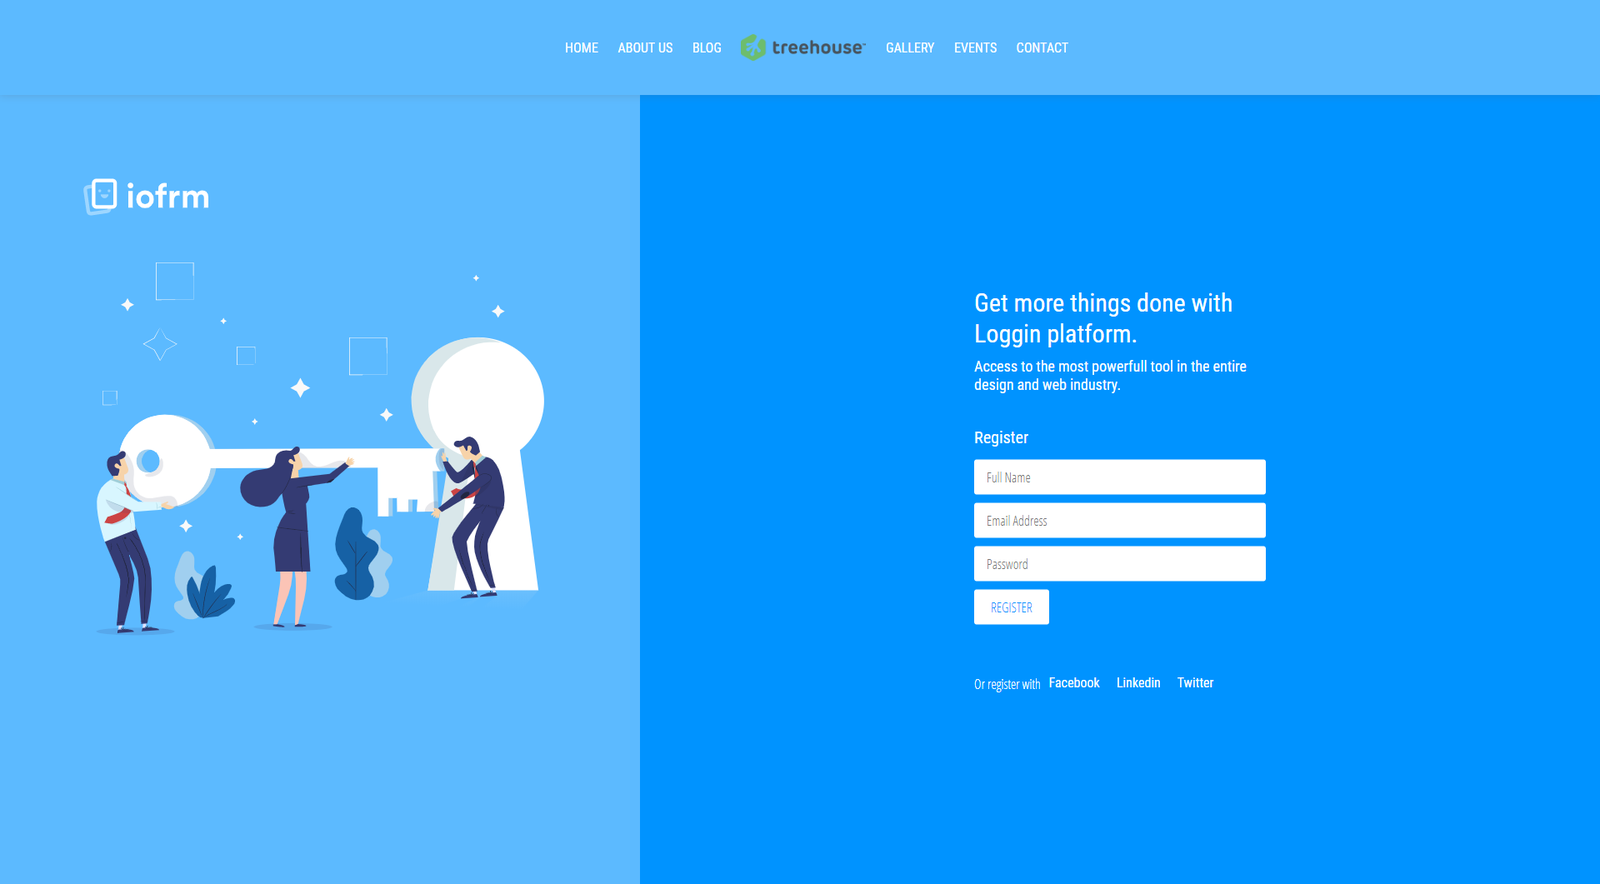 HOME ABOUT US BLOG treehouse™ GALLERY EVENTS CONTACT
iofrm
Get more things done with
Loggin platform.
Access to the most powerfull tool in the entire
design and web industry.
Register
Full Name
Email Address
Password
REGISTER
Or register with Facebook Linkedin Twitter